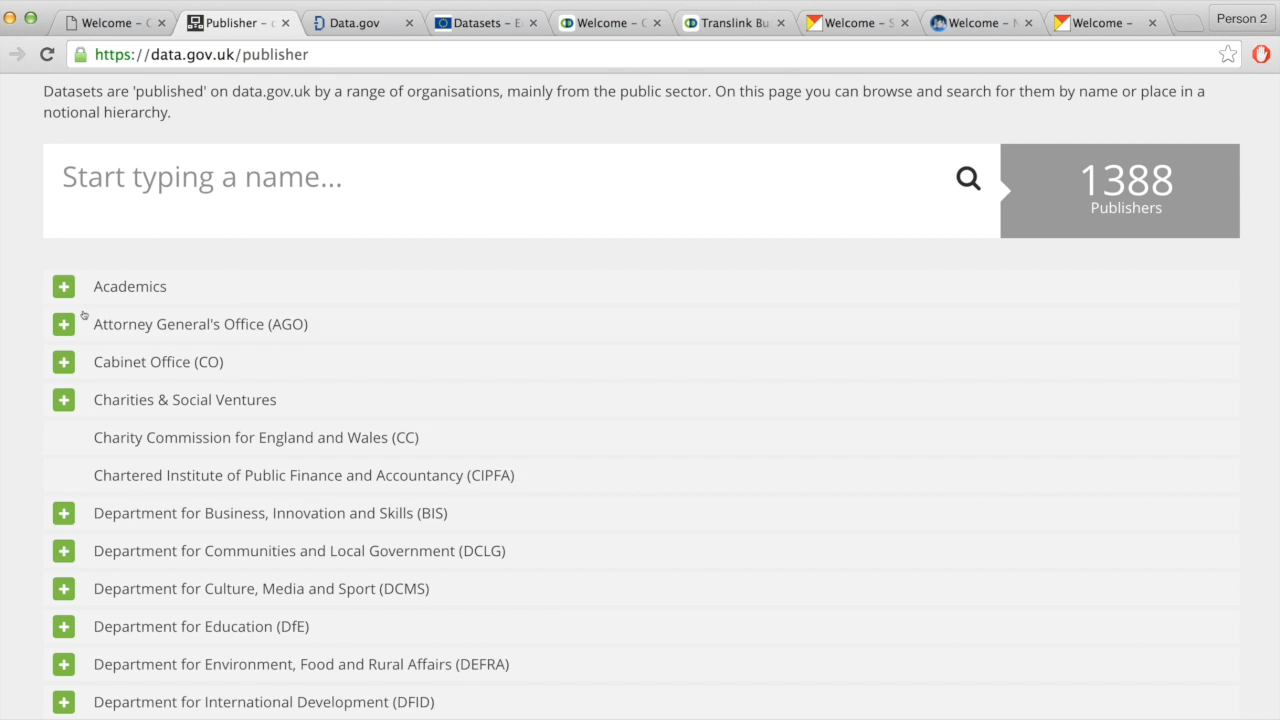 Welcome – C
Publisher – d
Data.gov
Datasets – E
Welcome – C
Translink Bu
Welcome – S
Welcome – N
Welcome –
Person 2
https://data.gov.uk/publisher
Datasets are 'published' on data.gov.uk by a range of organisations, mainly from the public sector. On this page you can browse and search for them by name or place in a
notional hierarchy.
Start typing a name...
1388
Publishers
Academics
Attorney General's Office (AGO)
Cabinet Office (CO)
Charities & Social Ventures
Charity Commission for England and Wales (CC)
Chartered Institute of Public Finance and Accountancy (CIPFA)
Department for Business, Innovation and Skills (BIS)
Department for Communities and Local Government (DCLG)
Department for Culture, Media and Sport (DCMS)
Department for Education (DfE)
Department for Environment, Food and Rural Affairs (DEFRA)
Department for International Development (DFID)